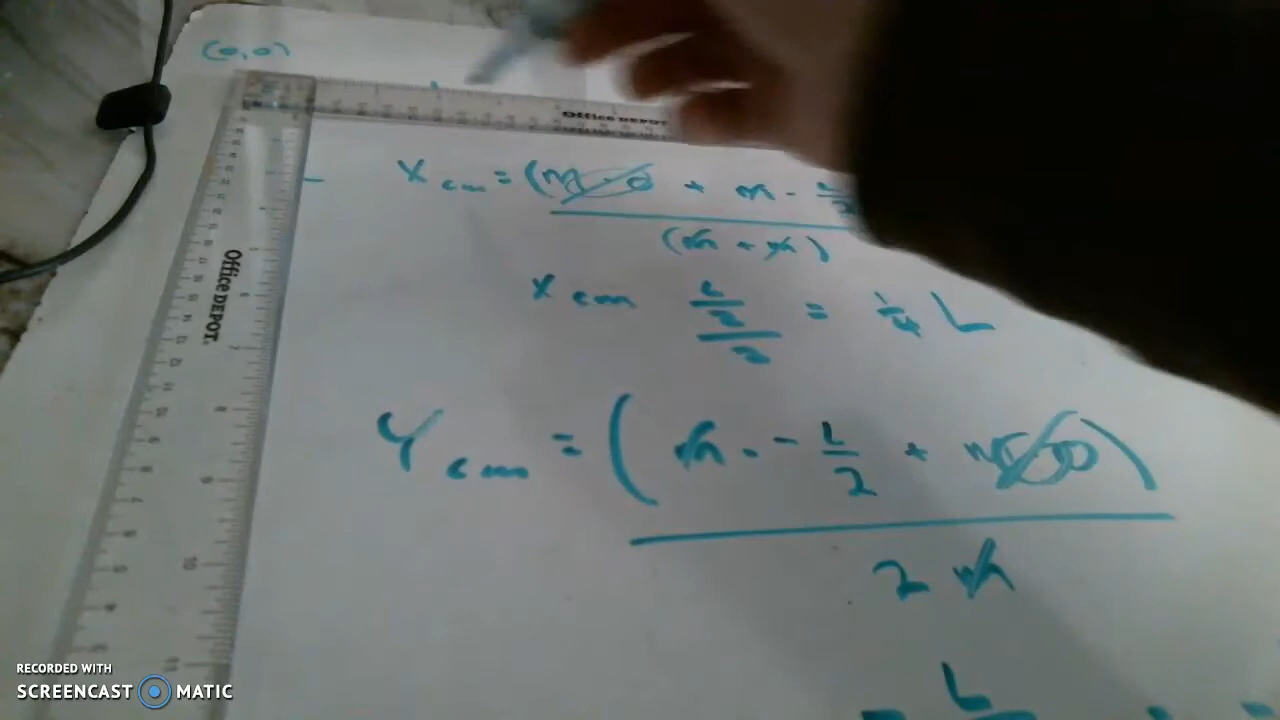 (0,0)
Office DEPOT
X cm = (m · 0 + m - L/2
(m + m)
X cm L/2/2 = 1/4 L
Office DEPOT.
Y cm = (m · - L/2 + m(0))
2 m
L
RECORDED WITH
SCREENCAST MATIC